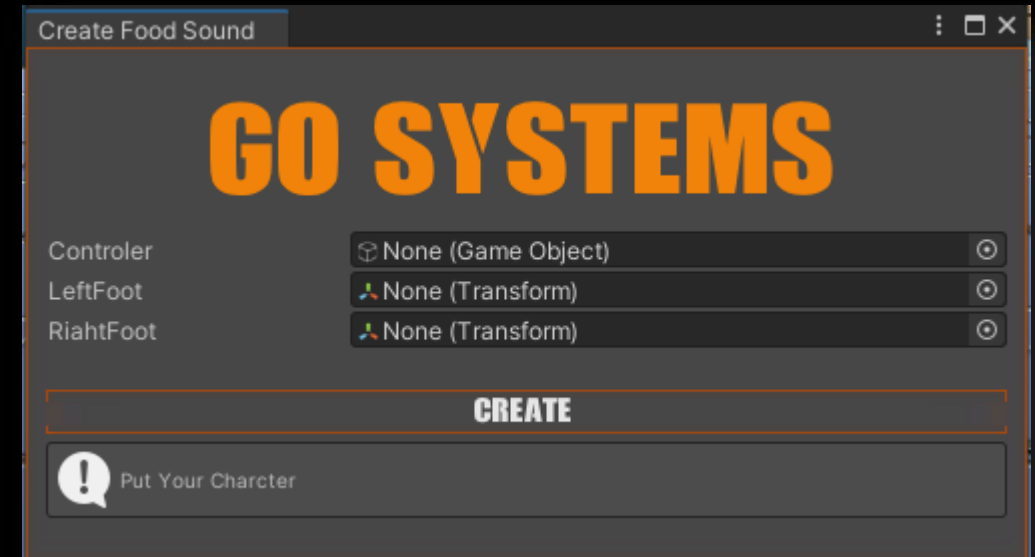 Create Food Sound
GO SYSTEMS
Controler None (Game Object)
LeftFoot None (Transform)
RiahtFoot None (Transform)
CREATE
Put Your Charcter